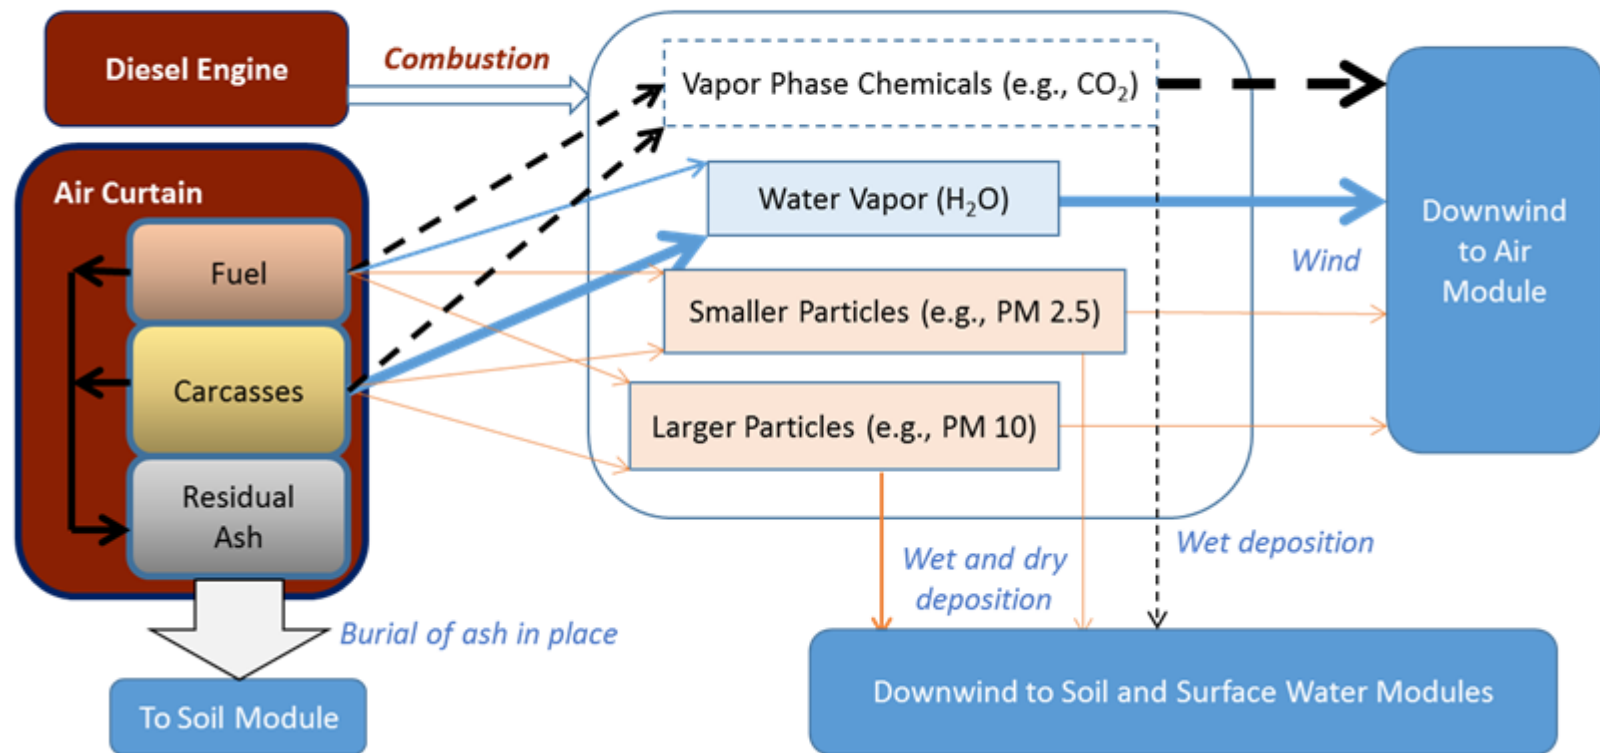 Diesel Engine
Combustion
Vapor Phase Chemicals (e.g., CO₂)
Air Curtain
Water Vapor (H₂O)
Downwind
to Air
Module
Fuel
Wind
Smaller Particles (e.g., PM 2.5)
Carcasses
Larger Particles (e.g., PM 10)
Residual
Ash
Wet and dry
deposition
Wet deposition
Burial of ash in place
To Soil Module
Downwind to Soil and Surface Water Modules